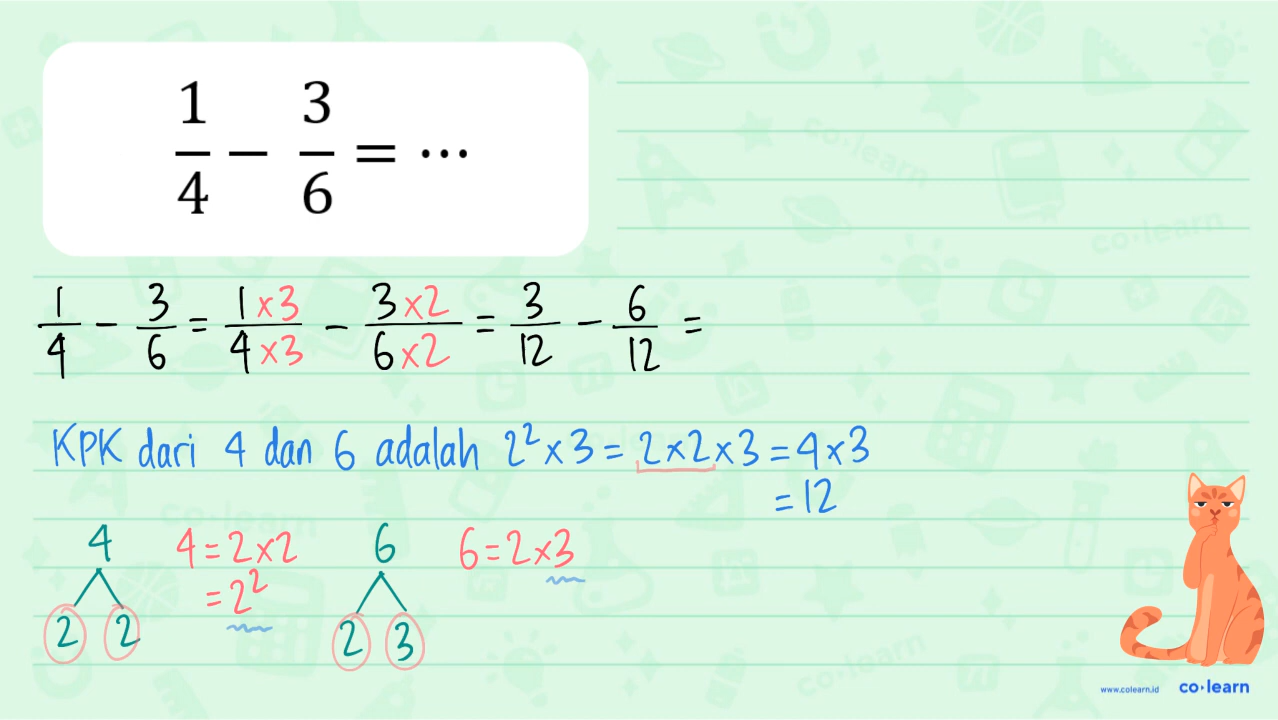 1/4 − 3/6 = ⋯
1/4 − 3/6 = 1×3/4×3 − 3×2/6×2 = 3/12 − 6/12 =
KPK dari 4 dan 6 adalah 2² × 3 = 2×2×3 = 4×3
= 12
4 4 = 2×2 6 6 = 2×3
= 2²
2 2 2 3
www.colearn.id co·learn